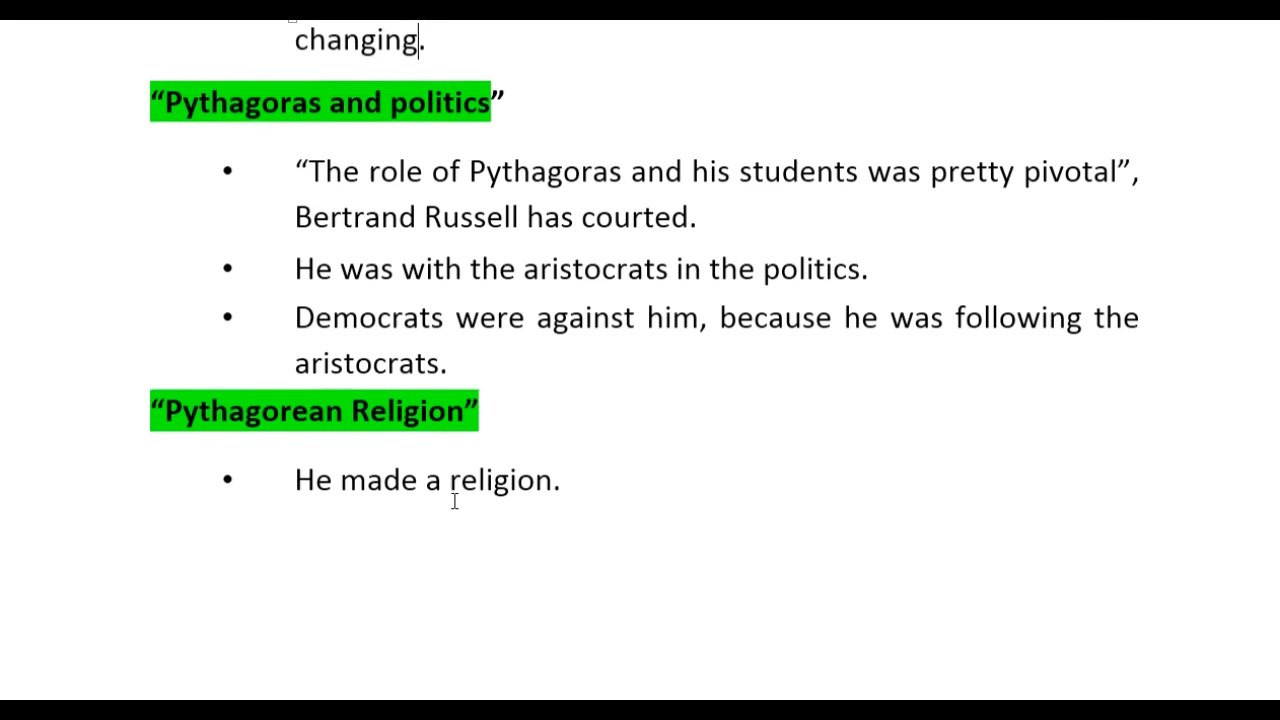 changing.
“Pythagoras and politics”
• “The role of Pythagoras and his students was pretty pivotal”,
Bertrand Russell has courted.
• He was with the aristocrats in the politics.
• Democrats were against him, because he was following the
aristocrats.
“Pythagorean Religion”
• He made a religion.